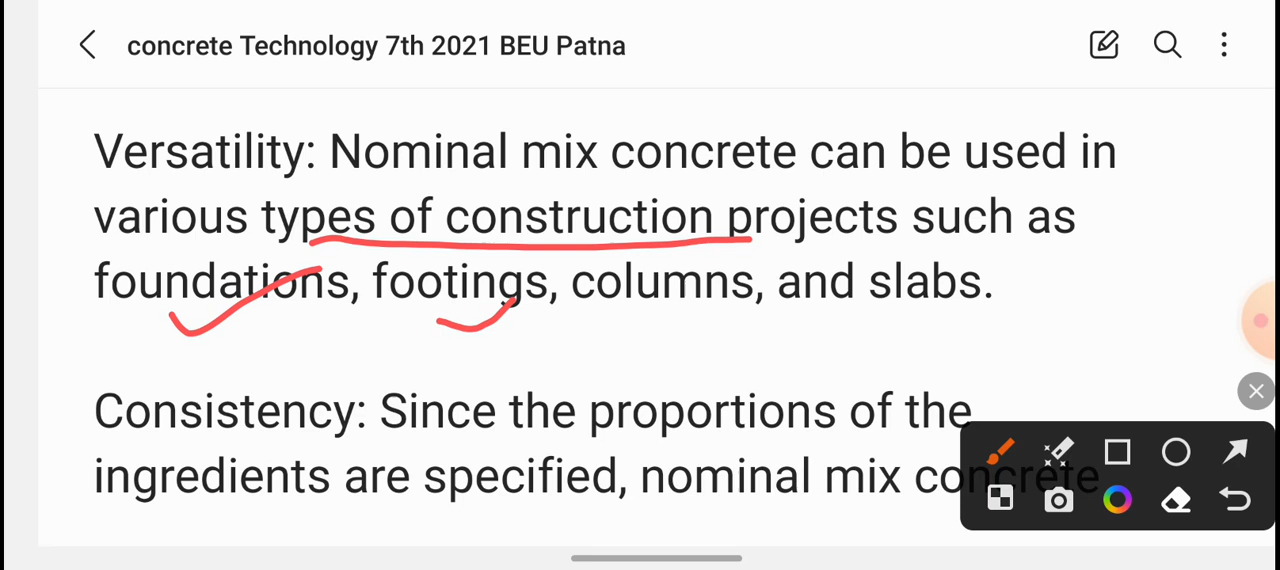 concrete Technology 7th 2021 BEU Patna
Versatility: Nominal mix concrete can be used in
various types of construction projects such as
foundations, footings, columns, and slabs.
Consistency: Since the proportions of the
ingredients are specified, nominal mix concrete